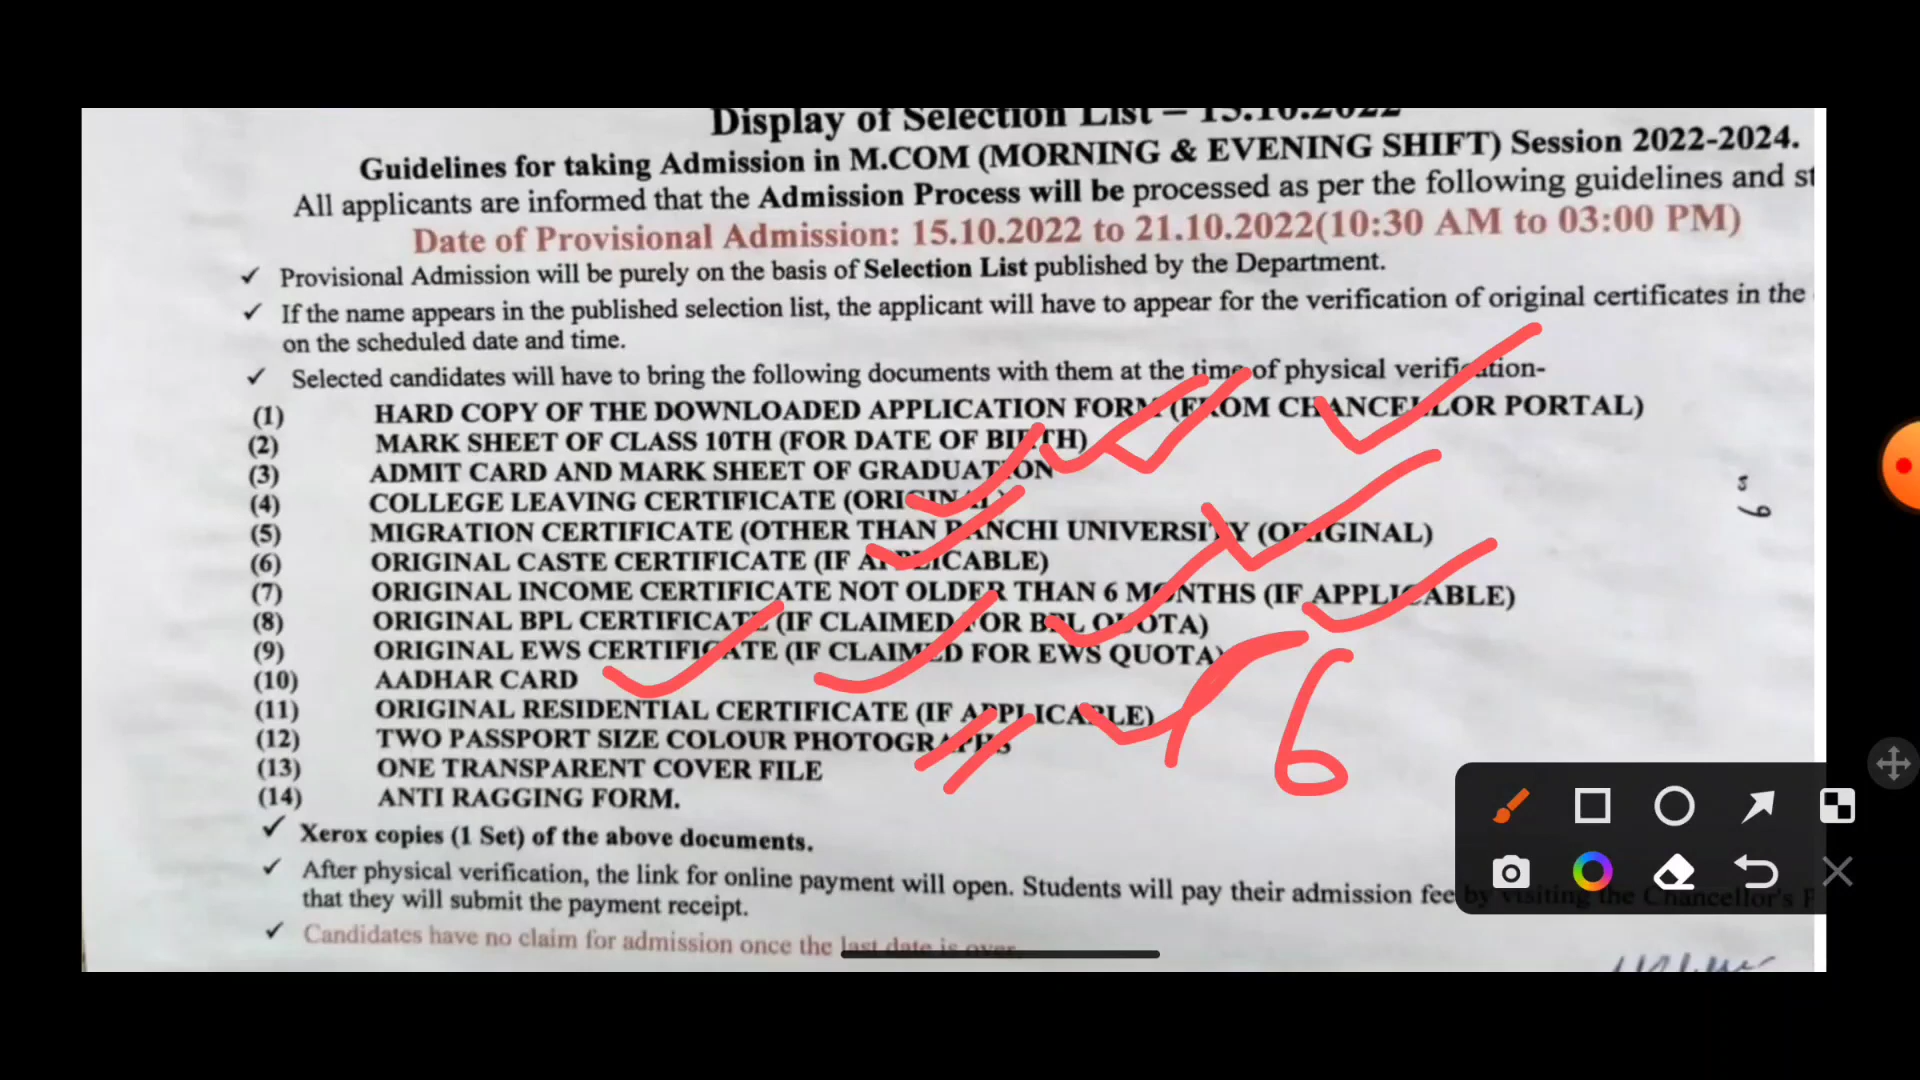 Display of Selection List – 15.10.2022
Guidelines for taking Admission in M.COM (MORNING & EVENING SHIFT) Session 2022-2024.
All applicants are informed that the Admission Process will be processed as per the following guidelines and st
Date of Provisional Admission: 15.10.2022 to 21.10.2022(10:30 AM to 03:00 PM)
✓ Provisional Admission will be purely on the basis of Selection List published by the Department.
✓ If the name appears in the published selection list, the applicant will have to appear for the verification of original certificates in the
on the scheduled date and time.
✓ Selected candidates will have to bring the following documents with them at the time of physical verification-
(1) HARD COPY OF THE DOWNLOADED APPLICATION FORM (FROM CHANCELLOR PORTAL)
(2) MARK SHEET OF CLASS 10TH (FOR DATE OF BIRTH)
(3) ADMIT CARD AND MARK SHEET OF GRADUATION
(4) COLLEGE LEAVING CERTIFICATE (ORIGINAL)
(5) MIGRATION CERTIFICATE (OTHER THAN RANCHI UNIVERSITY (ORIGINAL)
(6) ORIGINAL CASTE CERTIFICATE (IF APPLICABLE)
(7) ORIGINAL INCOME CERTIFICATE NOT OLDER THAN 6 MONTHS (IF APPLICABLE)
(8) ORIGINAL BPL CERTIFICATE (IF CLAIMED FOR BPL QUOTA)
(9) ORIGINAL EWS CERTIFICATE (IF CLAIMED FOR EWS QUOTA)
(10) AADHAR CARD
(11) ORIGINAL RESIDENTIAL CERTIFICATE (IF APPLICABLE)
6
(12) TWO PASSPORT SIZE COLOUR PHOTOGRAPHS
(13) ONE TRANSPARENT COVER FILE
(14) ANTI RAGGING FORM.
✓ Xerox copies (1 Set) of the above documents.
✓ After physical verification, the link for online payment will open. Students will pay their admission fee by visiting the Chancellor's P
that they will submit the payment receipt.
✓ Candidates have no claim for admission once the last date is over.